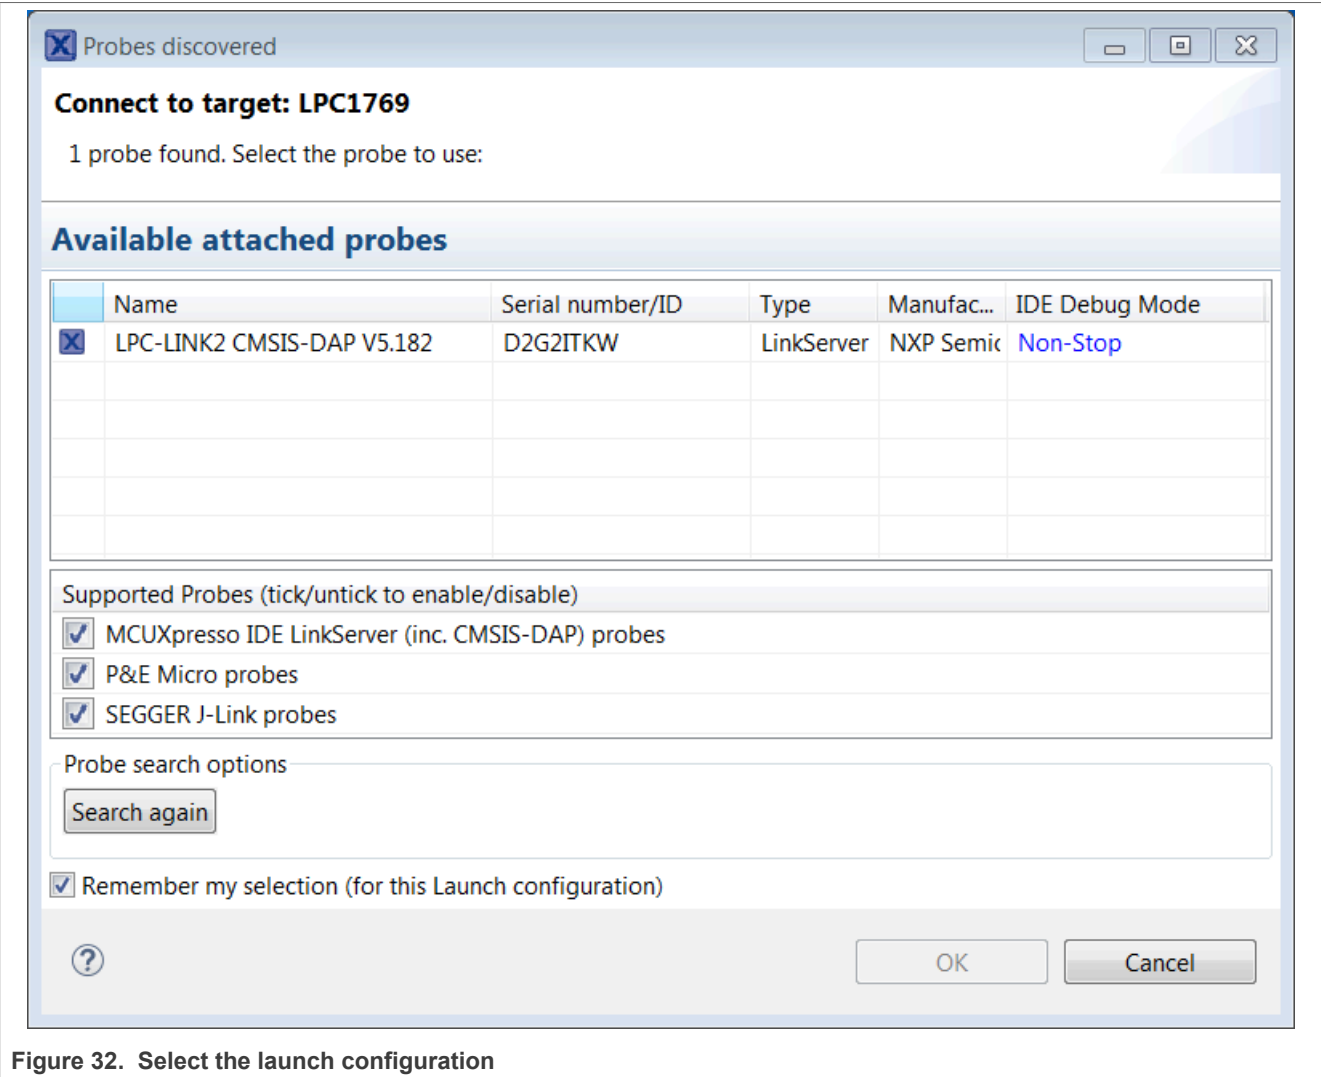 Probes discovered
Connect to target: LPC1769
1 probe found. Select the probe to use:
Available attached probes
Name Serial number/ID Type Manufac... IDE Debug Mode
LPC-LINK2 CMSIS-DAP V5.182 D2G2ITKW LinkServer NXP Semic Non-Stop
Supported Probes (tick/untick to enable/disable)
MCUXpresso IDE LinkServer (inc. CMSIS-DAP) probes
P&E Micro probes
SEGGER J-Link probes
Probe search options
Search again
Remember my selection (for this Launch configuration)
?
OK Cancel
Figure 32. Select the launch configuration